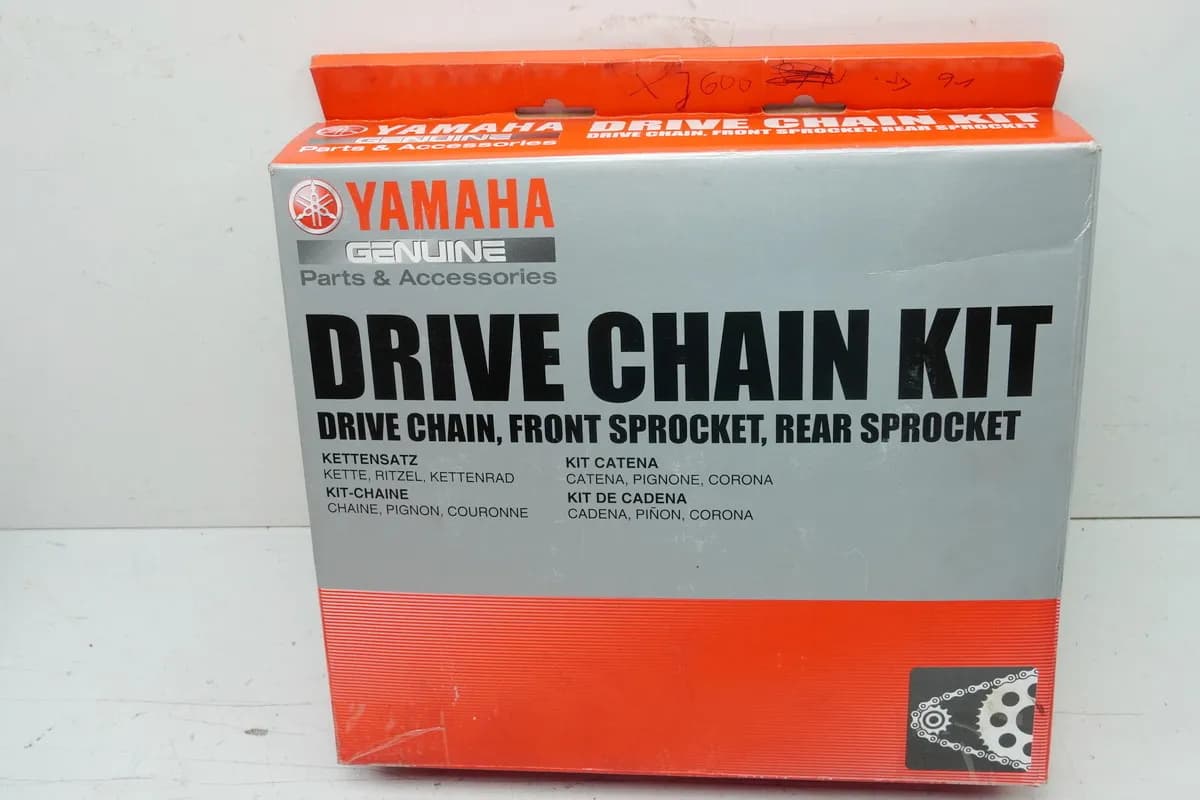 XJ600
91
YAMAHA DRIVE CHAIN KIT
GENUINE DRIVE CHAIN, FRONT SPROCKET, REAR SPROCKET
Parts & Accessories
YAMAHA
GENUINE
Parts & Accessories
DRIVE CHAIN KIT
DRIVE CHAIN, FRONT SPROCKET, REAR SPROCKET
KETTENSATZ
KETTE, RITZEL, KETTENRAD
KIT-CHAINE
CHAINE, PIGNON, COURONNE
KIT CATENA
CATENA, PIGNONE, CORONA
KIT DE CADENA
CADENA, PIÑON, CORONA